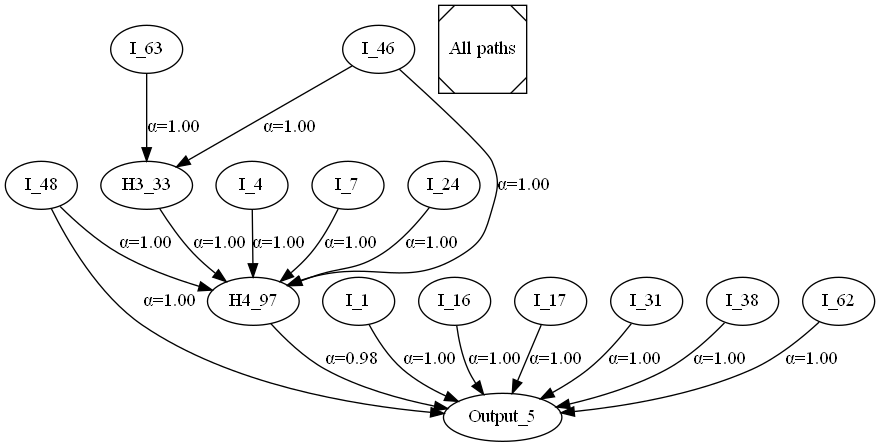 I_63
I_46
All paths
α=1.00
α=1.00
I_48
H3_33
I_4
I_7
I_24
α=1.00
α=1.00
α=1.00
α=1.00
α=1.00
α=1.00
α=1.00
H4_97
I_1
I_16
I_17
I_31
I_38
I_62
α=0.98
α=1.00
α=1.00
α=1.00
α=1.00
α=1.00
α=1.00
Output_5